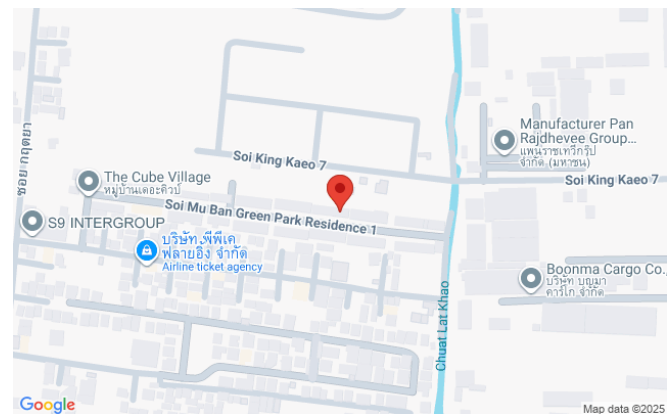 Manufacturer Pan
Rajdhevee Group...
แพนราชเทวีกรุ๊ป
จำกัด (มหาชน)
Soi King Kaeo 7
Soi King Kaeo 7
ซอย กฤตยา
The Cube Village
หมู่บ้านเดอะคิวบ์
Soi Mu Ban Green Park Residence 1
S9 INTERGROUP
บริษัท พีพีเค
ฟลายอิ้ง จำกัด
Airline ticket agency
Boonma Cargo Co.,
บริษัท บุญมา
คาร์โก้ จำกัด
Chuat Lat Khao
Google
Map data ©2025